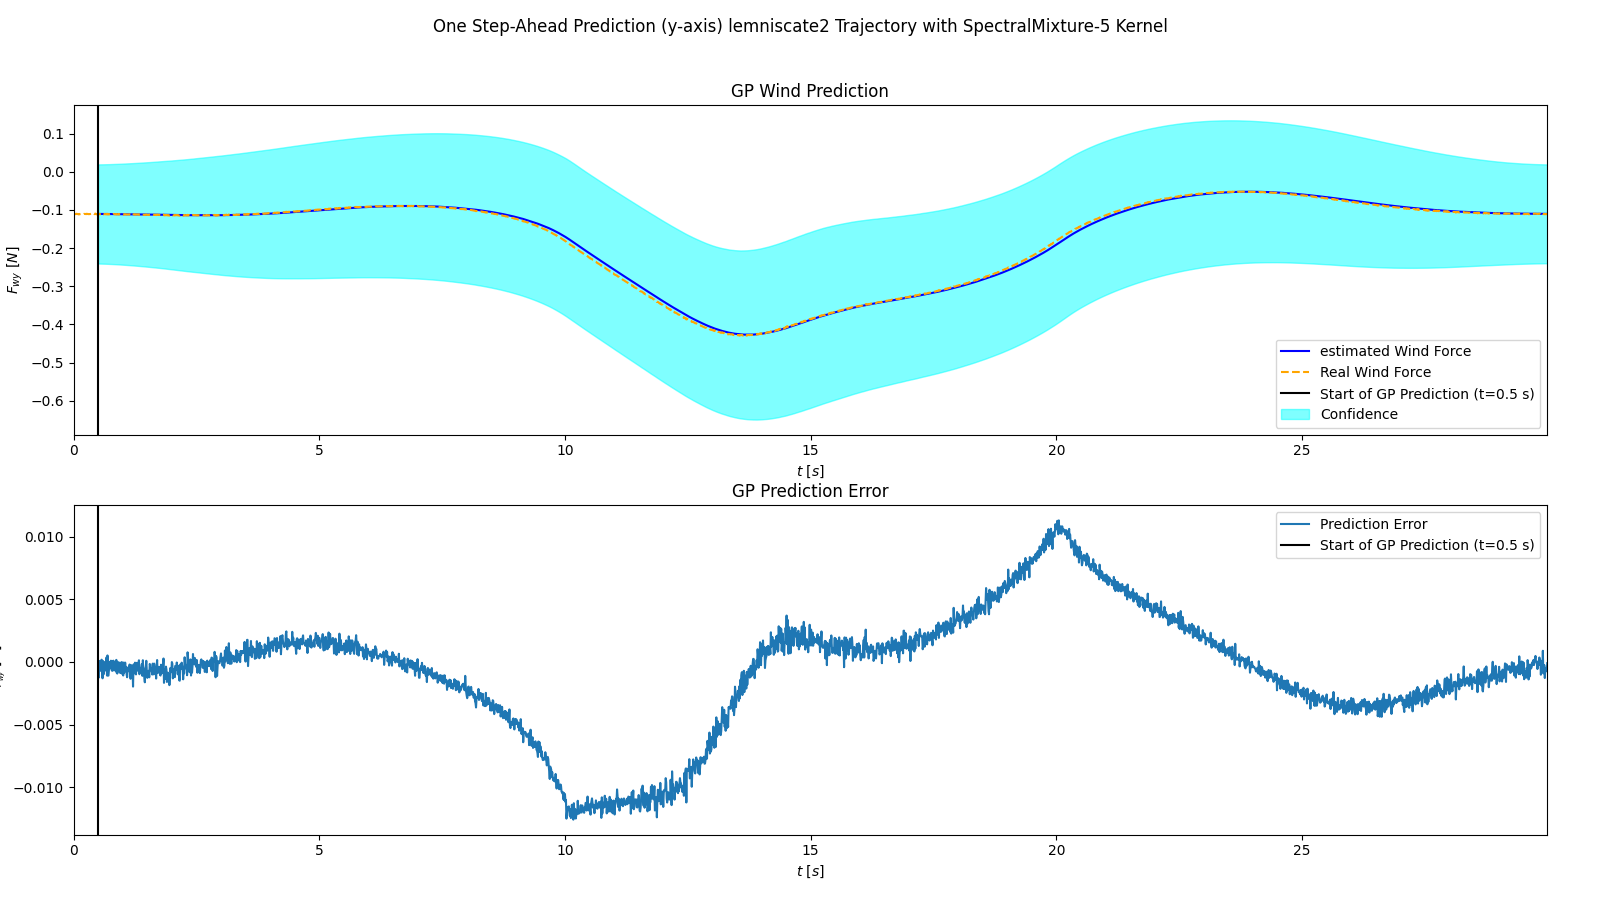 One Step-Ahead Prediction (y-axis) lemniscate2 Trajectory with SpectralMixture-5 Kernel
GP Wind Prediction
F_wy [N]
0.1
0.0
−0.1
−0.2
−0.3
−0.4
−0.5
−0.6
estimated Wind Force
Real Wind Force
Start of GP Prediction (t=0.5 s)
Confidence
0 5 10 15 20 25
t [s]
GP Prediction Error
0.010
0.005
0.000
−0.005
−0.010
Prediction Error
Start of GP Prediction (t=0.5 s)
0 5 10 15 20 25
t [s]